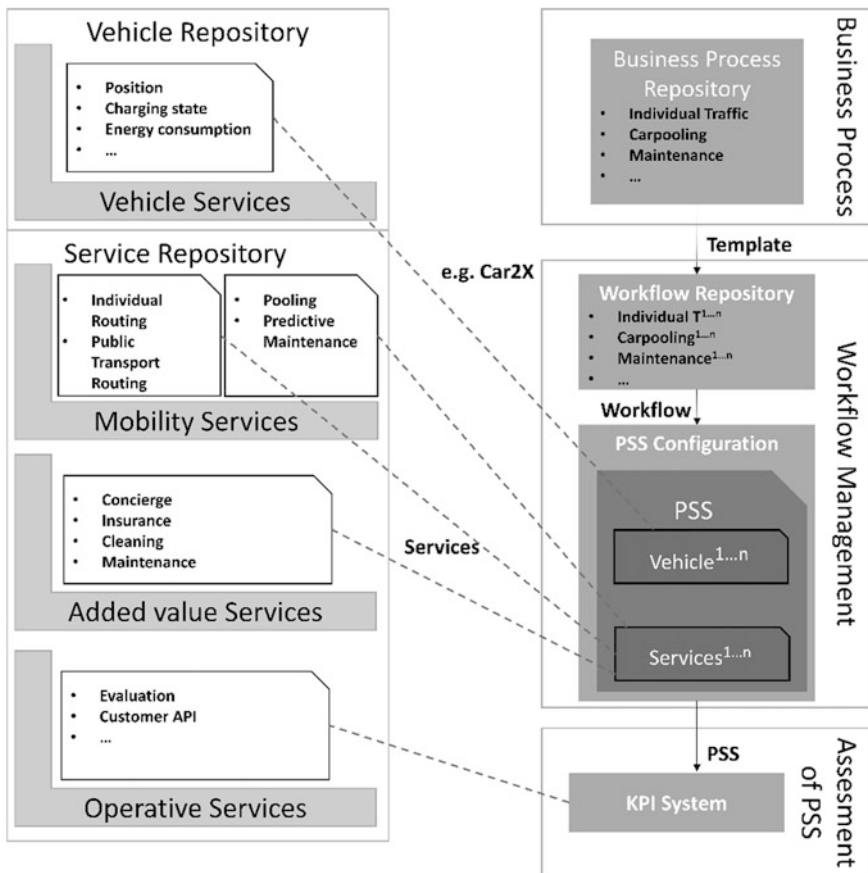 Vehicle Repository
• Position
• Charging state
• Energy consumption
• ...
Vehicle Services
Service Repository
• Individual
Routing
• Public
Transport
Routing
• Pooling
• Predictive
Maintenance
Mobility Services
• Concierge
• Insurance
• Cleaning
• Maintenance
Added value Services
• Evaluation
• Customer API
• ...
Operative Services
e.g. Car2X
Services
Business Process
Business Process
Repository
• Individual Traffic
• Carpooling
• Maintenance
• ...
Template
Workflow Management
Workflow Repository
• Individual T¹…ⁿ
• Carpooling¹…ⁿ
• Maintenance¹…ⁿ
• ...
Workflow
PSS Configuration
PSS
Vehicle¹…ⁿ
Services¹…ⁿ
PSS
Assesment
of PSS
KPI System